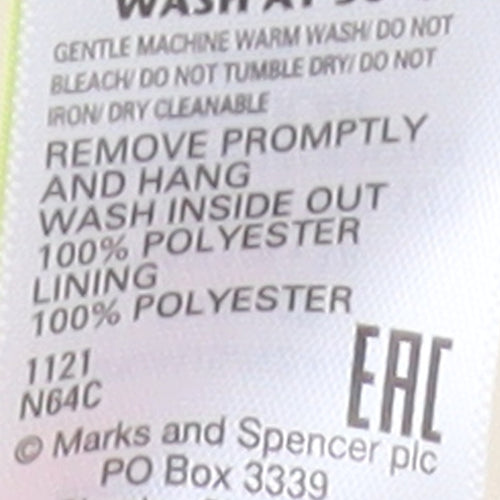 WASH AT
GENTLE MACHINE WARM WASH/ DO NOT
BLEACH/ DO NOT TUMBLE DRY/ DO NOT
IRON/ DRY CLEANABLE
REMOVE PROMPTLY
AND HANG
WASH INSIDE OUT
100% POLYESTER
LINING
100% POLYESTER
1121
N64C
EAC
© Marks and Spencer plc
PO Box 3339